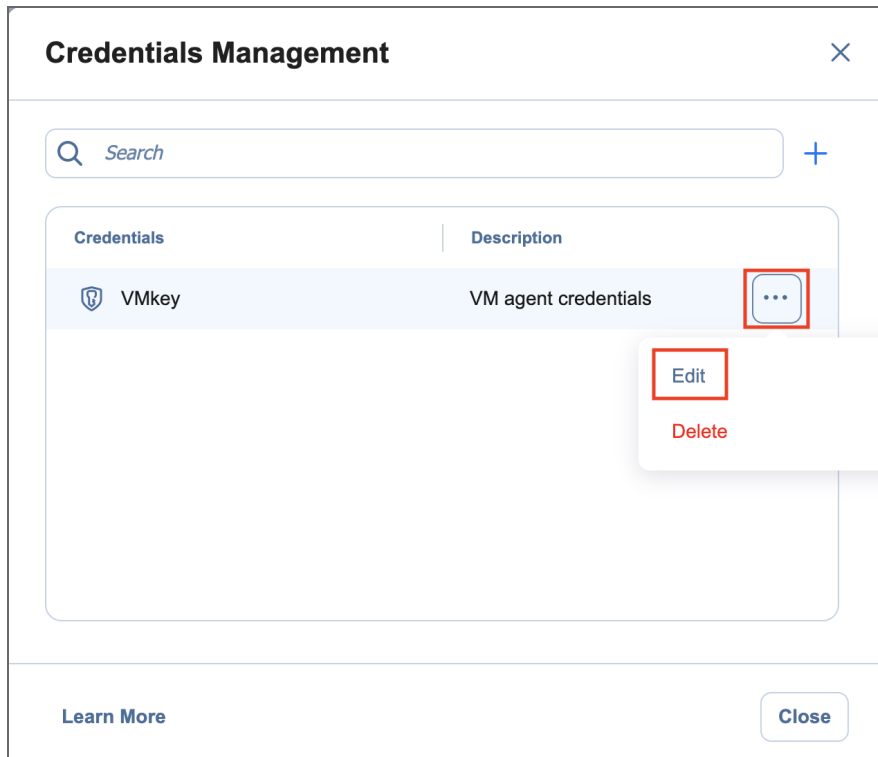 Credentials Management
Search
Credentials Description
VMkey VM agent credentials
Edit
Delete
Learn More Close